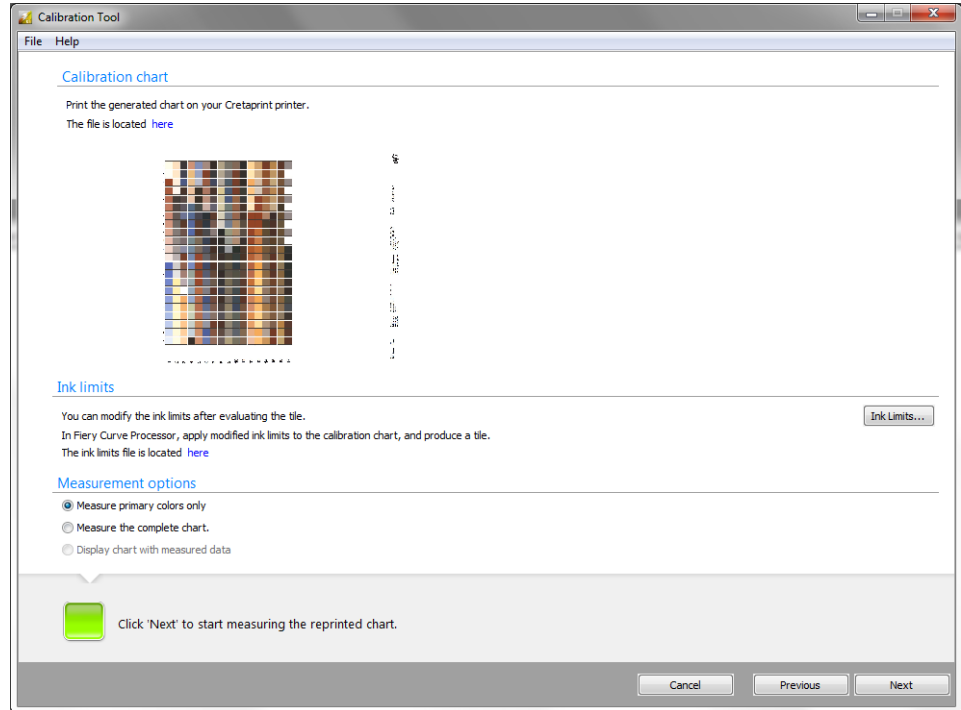 Calibration Tool
File Help
Calibration chart
Print the generated chart on your Cretaprint printer.
The file is located here
Ink limits
You can modify the ink limits after evaluating the tile.
Ink Limits...
In Fiery Curve Processor, apply modified ink limits to the calibration chart, and produce a tile.
The ink limits file is located here
Measurement options
Measure primary colors only
Measure the complete chart.
Display chart with measured data
Click 'Next' to start measuring the reprinted chart.
Cancel Previous Next